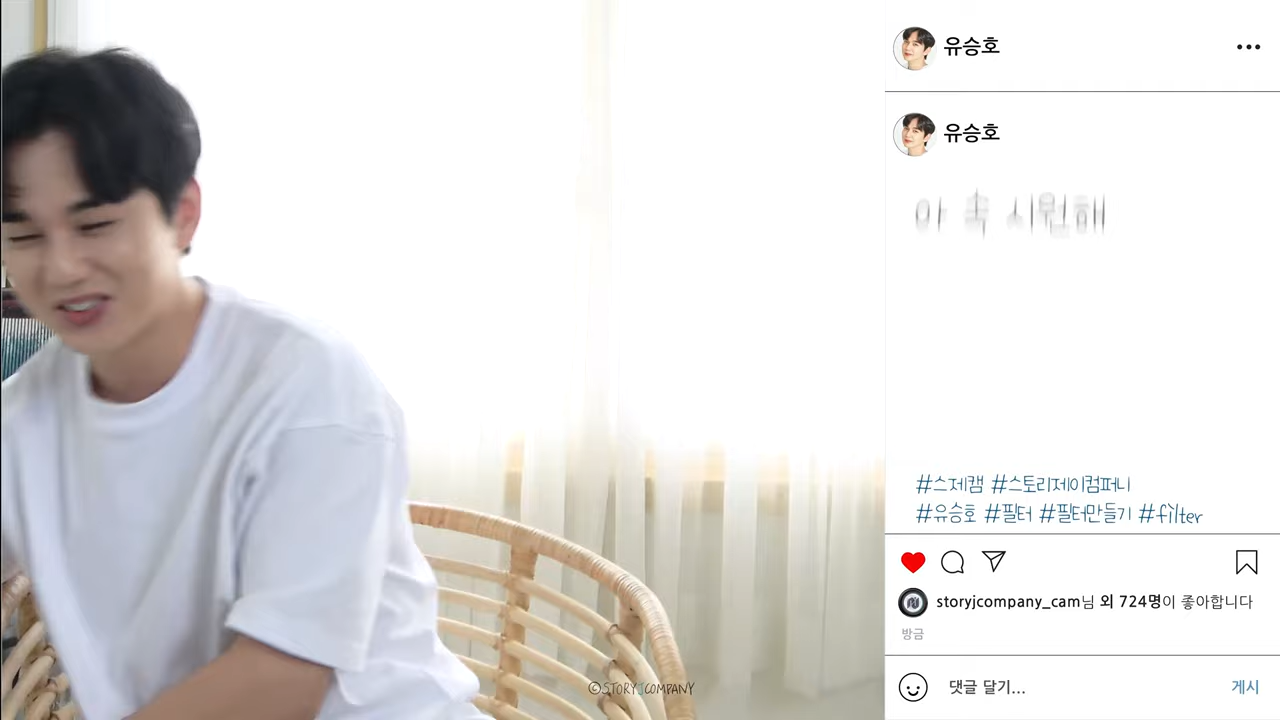 유승호
유승호
아 속 시원해
#스제캠 #스토리제이컴퍼니
#유승호 #필터 #필터만들기 #filter
storyjcompany_cam님 외 724명이 좋아합니다
방금
댓글 달기...
게시
©STORYJCOMPANY